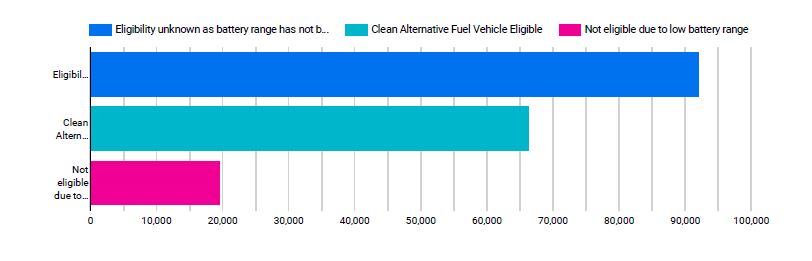 Eligibility unknown as battery range has not b... Clean Alternative Fuel Vehicle Eligible Not eligible due to low battery range
Eligibil...
Clean
Altern...
Not
eligible
due to...
0 10,000 20,000 30,000 40,000 50,000 60,000 70,000 80,000 90,000 100,000